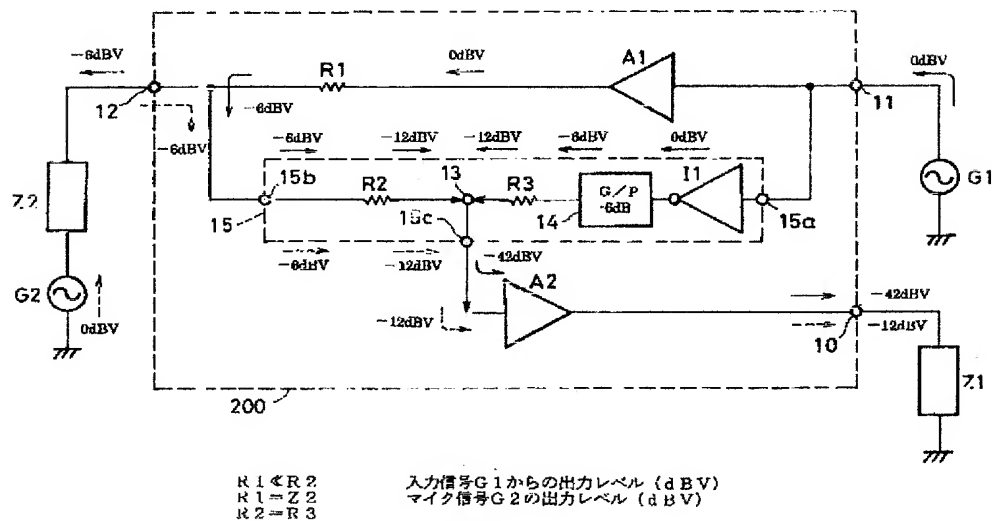 -6dBV
0dBV
A1
0dBV
R1
12
11
-6dBV
-6dBV
-6dBV
-12dBV
-12dBV
-6dBV
0dBV
G1
15b
R2
13
R3
G/P
-6dB
I1
15a
Z2
15
14
-6dBV
-12dBV
-42dBV
A2
G2
0dBV
-12dBV
-42dBV
-12dBV
10
Z1
200
R1≪R2
R1=Z2
R2=R3
入力信号G1からの出力レベル(dBV)
マイク信号G2の出力レベル(dBV)